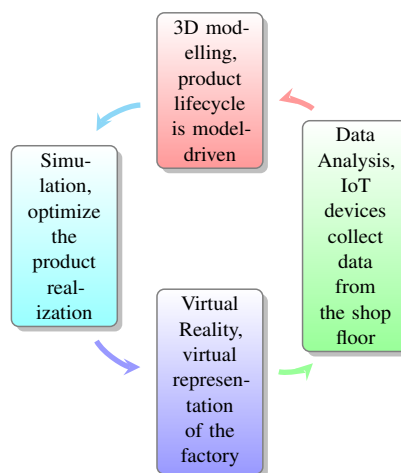 3D mod-
elling,
product
lifecycle
is model-
driven
Simu-
lation,
optimize
the
product
real-
ization
Data
Analysis,
IoT
devices
collect
data
from
the shop
floor
Virtual
Reality,
virtual
represen-
tation
of the
factory